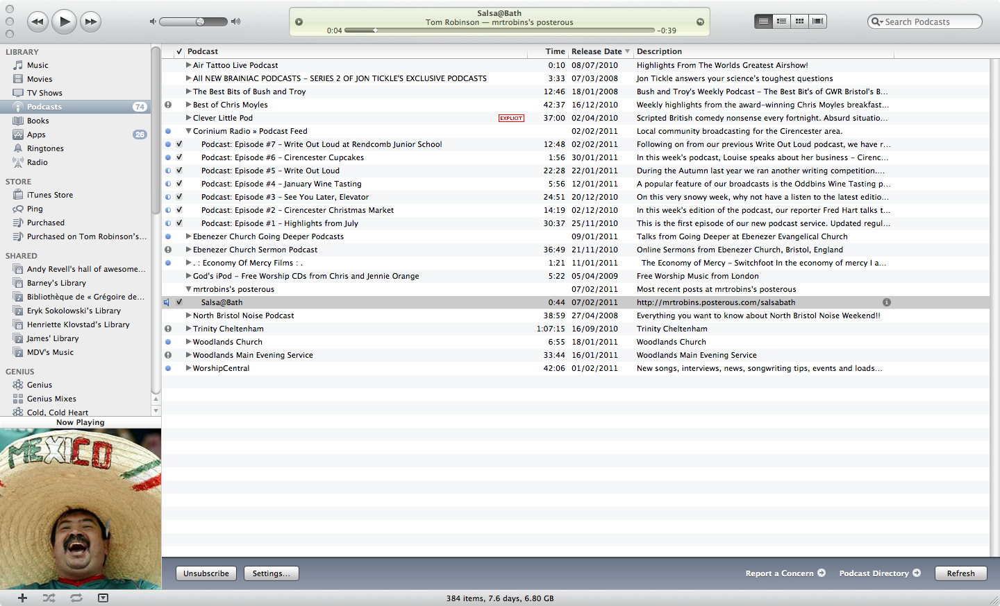 Salsa@Bath
Tom Robinson — mrtrobins's posterous
0:04 -0:39
Search Podcasts
LIBRARY
Music
Movies
TV Shows
Podcasts 74
Books
Apps 26
Ringtones
Radio
STORE
iTunes Store
Ping
Purchased
Purchased on Tom Robinson's...
SHARED
Andy Revell's hall of awesome...
Barney's Library
Bibliothèque de « Grégoire de...
Eryk Sokolowski's Library
Henriette Klovstad's Library
James' Library
MDV's Music
GENIUS
Genius
Genius Mixes
Cold, Cold Heart
Now Playing
MEXICO
Podcast Time Release Date Description
Air Tattoo Live Podcast 0:10 08/07/2010 Highlights From The Worlds Greatest Airshow!
All NEW BRAINIAC PODCASTS - SERIES 2 OF JON TICKLE'S EXCLUSIVE PODCASTS 3:33 07/03/2008 Jon Tickle answers your science's toughest questions
The Best Bits of Bush and Troy 12:46 18/01/2008 Bush and Troy's Weekly Podcast - The Best Bit's of GWR Bristol's B...
Best of Chris Moyles 42:37 16/12/2010 Weekly highlights from the award-winning Chris Moyles breakfast...
Clever Little Pod EXPLICIT 37:00 02/04/2010 Scripted British comedy nonsense every fortnight. Absurd situatio...
Corinium Radio » Podcast Feed 02/02/2011 Local community broadcasting for the Cirencester area.
Podcast: Episode #7 - Write Out Loud at Rendcomb Junior School 12:48 02/02/2011 Following on from our previous Write Out Loud podcast, we have r...
Podcast: Episode #6 - Cirencester Cupcakes 1:56 30/01/2011 In this week's podcast, Louise speaks about her business - Cirenc...
Podcast: Episode #5 - Write Out Loud 22:28 22/01/2011 During the Autumn last year we ran another writing competition....
Podcast: Episode #4 - January Wine Tasting 5:56 12/01/2011 A popular feature of our broadcasts is the Oddbins Wine Tasting p...
Podcast: Episode #3 - See You Later, Elevator 24:51 20/12/2010 On this very snowy week, why not have a listen to the latest editio...
Podcast: Episode #2 - Cirencester Christmas Market 14:19 02/12/2010 In this week's edition of the podcast, our reporter Fred Hart talks t...
Podcast: Episode #1 - Highlights from July 30:37 25/11/2010 This is the first episode of our new podcast service. Updated regul...
Ebenezer Church Going Deeper Podcasts 09/01/2011 Talks from Going Deeper at Ebenezer Evangelical Church
Ebenezer Church Sermon Podcast 36:49 21/11/2010 Online Sermons from Ebenezer Church, Bristol, England
. : Economy Of Mercy Films : . 1:21 11/01/2011 The Economy of Mercy - Switchfoot In the economy of mercy I a...
God's iPod - Free Worship CDs from Chris and Jennie Orange 5:22 05/04/2009 Free Worship Music from London
mrtrobins's posterous 07/02/2011 Most recent posts at mrtrobins's posterous
Salsa@Bath 0:44 07/02/2011 http://mrtrobins.posterous.com/salsabath
North Bristol Noise Podcast 38:59 27/04/2008 Everything you want to know about North Bristol Noise Weekend!!
Trinity Cheltenham 1:07:15 16/09/2010 Trinity Cheltenham
Woodlands Church 6:55 18/01/2011 Woodlands Church
Woodlands Main Evening Service 33:44 16/01/2011 Woodlands Main Evening Service
WorshipCentral 42:06 01/02/2011 New songs, interviews, news, songwriting tips, events and loads...
Unsubscribe Settings... Report a Concern Podcast Directory Refresh
384 items, 7.6 days, 6.80 GB